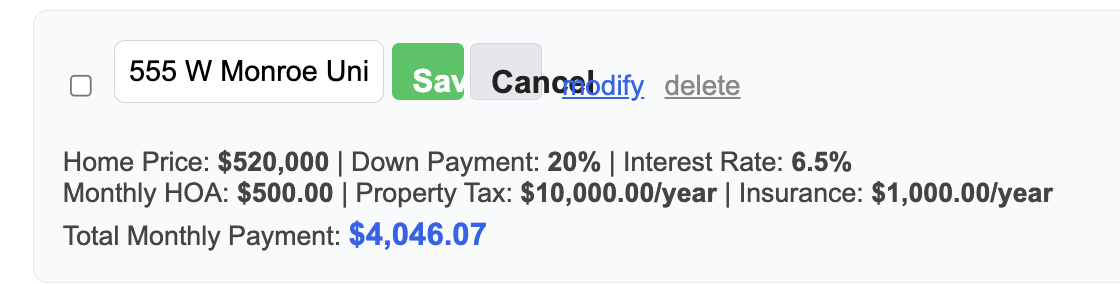 555 W Monroe Uni Sav Cancel modify delete
Home Price: $520,000 | Down Payment: 20% | Interest Rate: 6.5%
Monthly HOA: $500.00 | Property Tax: $10,000.00/year | Insurance: $1,000.00/year
Total Monthly Payment: $4,046.07